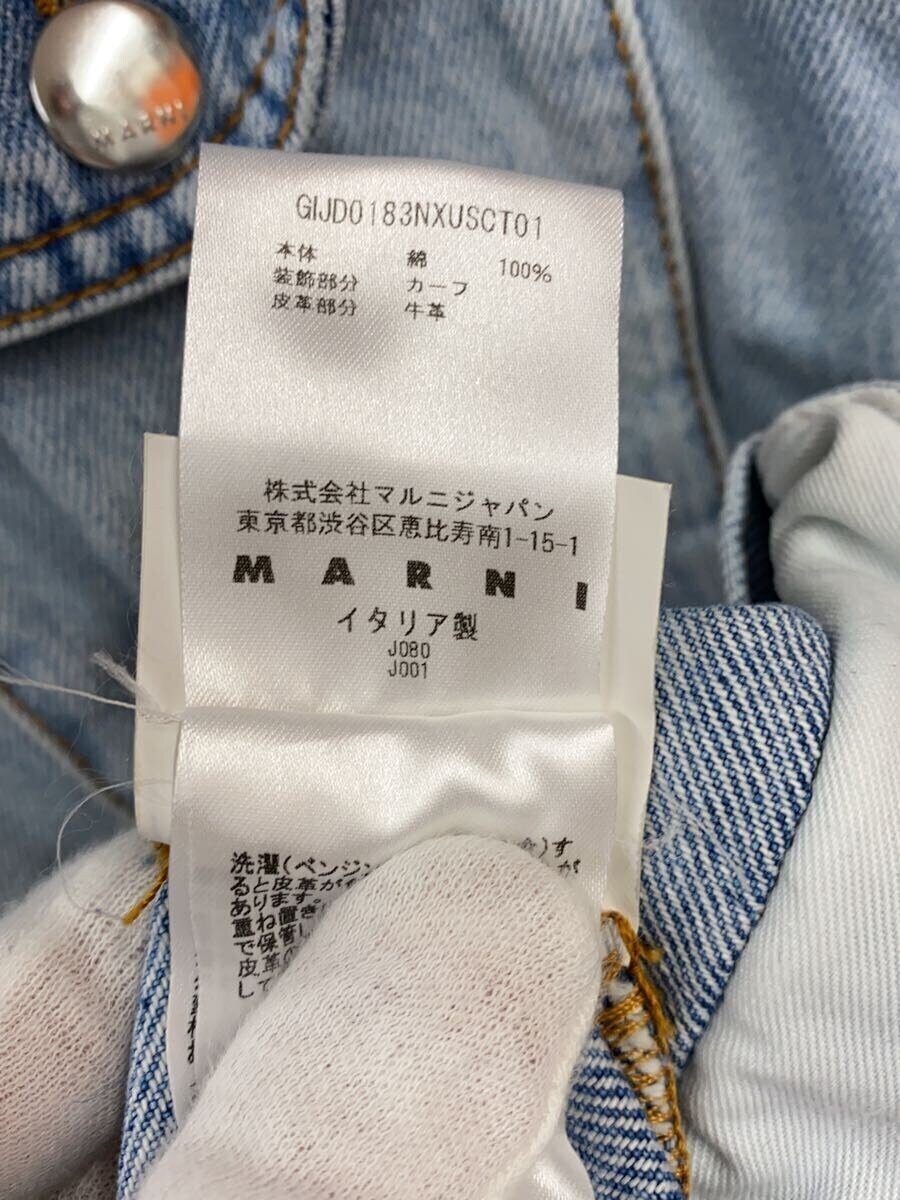 MARNI
GIJD0183NXUSCT01
本体 綿 100%
装飾部分 カーフ
皮革部分 牛革
株式会社マルニジャパン
東京都渋谷区恵比寿南1-15-1
MARNI
イタリア製
J080
J001
洗濯(ベンジン )す
ると皮革が が
あります。
重ね置き
で保管し
皮革の
して